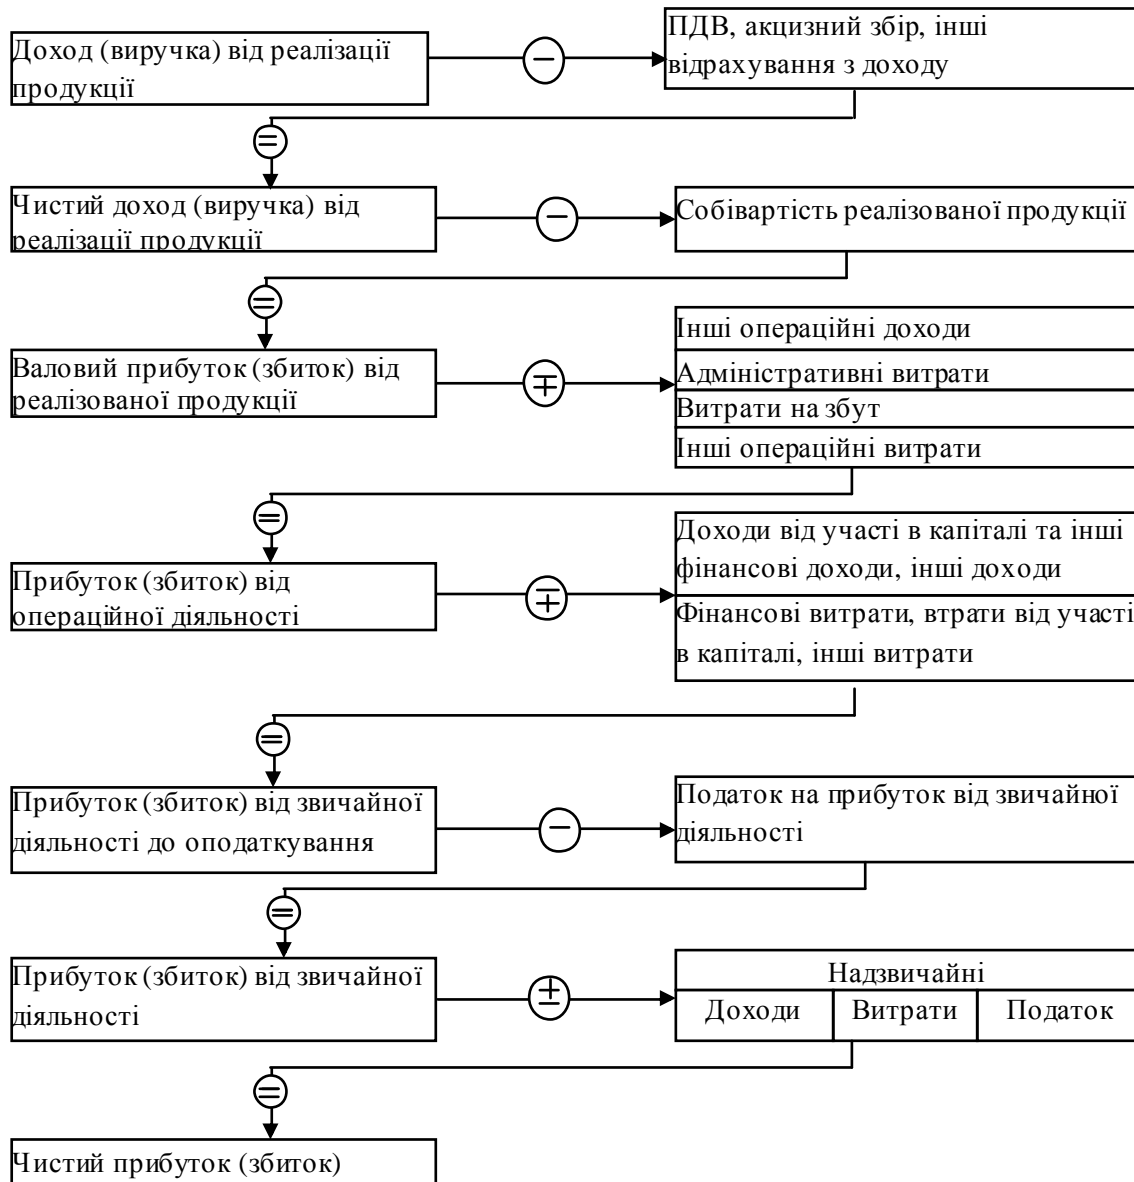 Доход (виручка) від реалізації
продукції
−
ПДВ, акцизний збір, інші
відрахування з доходу
=
Чистий доход (виручка) від
реалізації продукції
−
Собівартість реалізованої продукції
=
Валовий прибуток (збиток) від
реалізованої продукції
∓
Інші операційні доходи
Адміністративні витрати
Витрати на збут
Інші операційні витрати
=
Прибуток (збиток) від
операційної діяльності
∓
Доходи від участі в капіталі та інші
фінансові доходи, інші доходи
Фінансові витрати, втрати від участі
в капіталі, інші витрати
=
Прибуток (збиток) від звичайної
діяльності до оподаткування
−
Податок на прибуток від звичайної
діяльності
=
Прибуток (збиток) від звичайної
діяльності
±
Надзвичайні
Доходи Витрати Податок
=
Чистий прибуток (збиток)